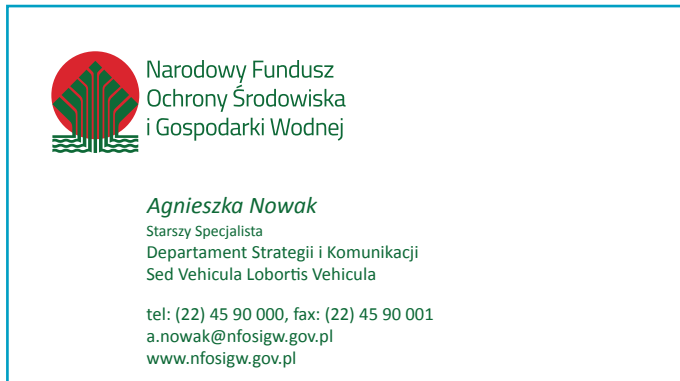 Narodowy Fundusz
Ochrony Środowiska
i Gospodarki Wodnej
Agnieszka Nowak
Starszy Specjalista
Departament Strategii i Komunikacji
Sed Vehicula Lobortis Vehicula
tel: (22) 45 90 000, fax: (22) 45 90 001
a.nowak@nfosigw.gov.pl
www.nfosigw.gov.pl